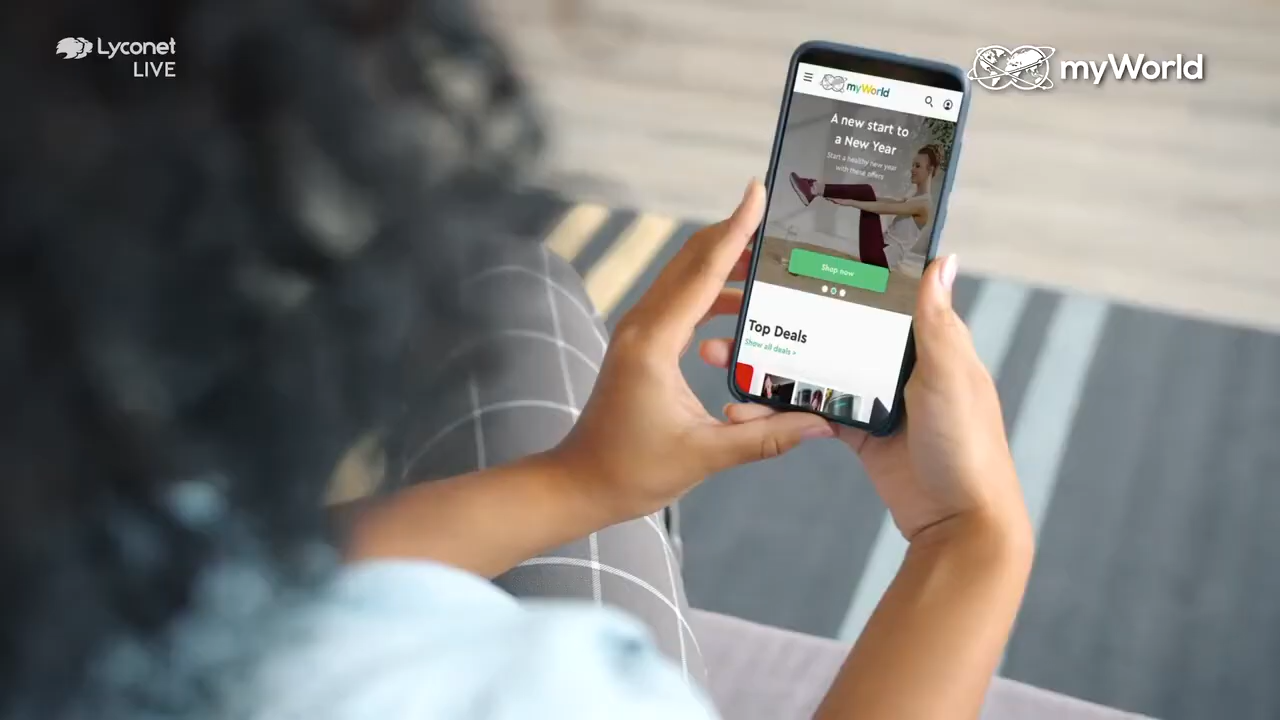 Lyconet
LIVE
myWorld
myWorld
A new start to
a New Year
Start a healthy new year
with these offers
Shop now
Top Deals
Show all deals >